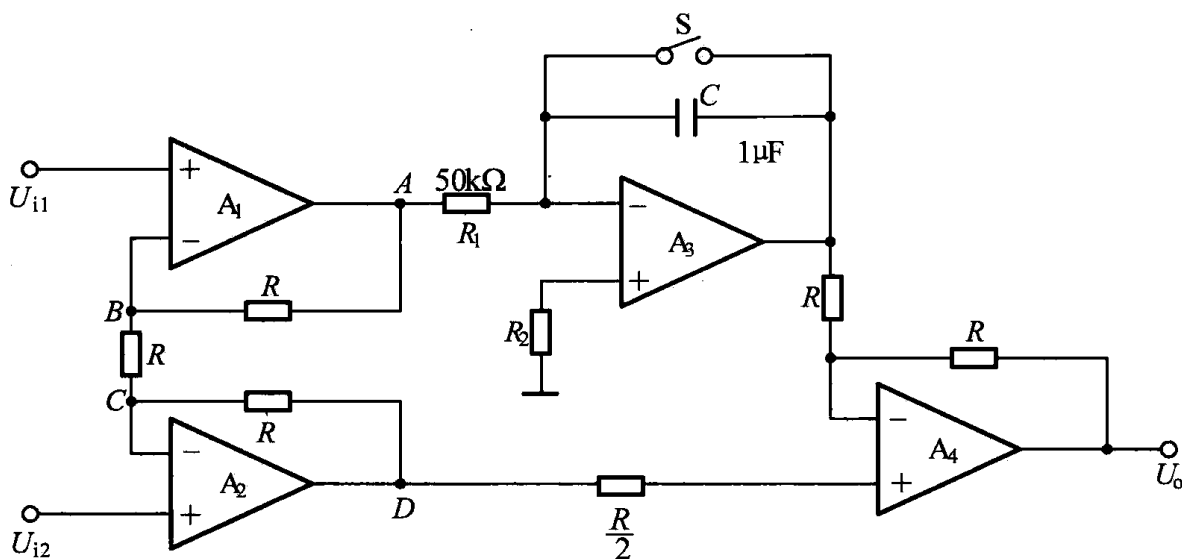 S
C
1μF
+
U_i1
A_1
−
A
50kΩ
R_1
−
A_3
+
B
R
R
R_2
R
R
C
R
−
A_2
+
D
U_i2
R/2
−
A_4
+
U_o